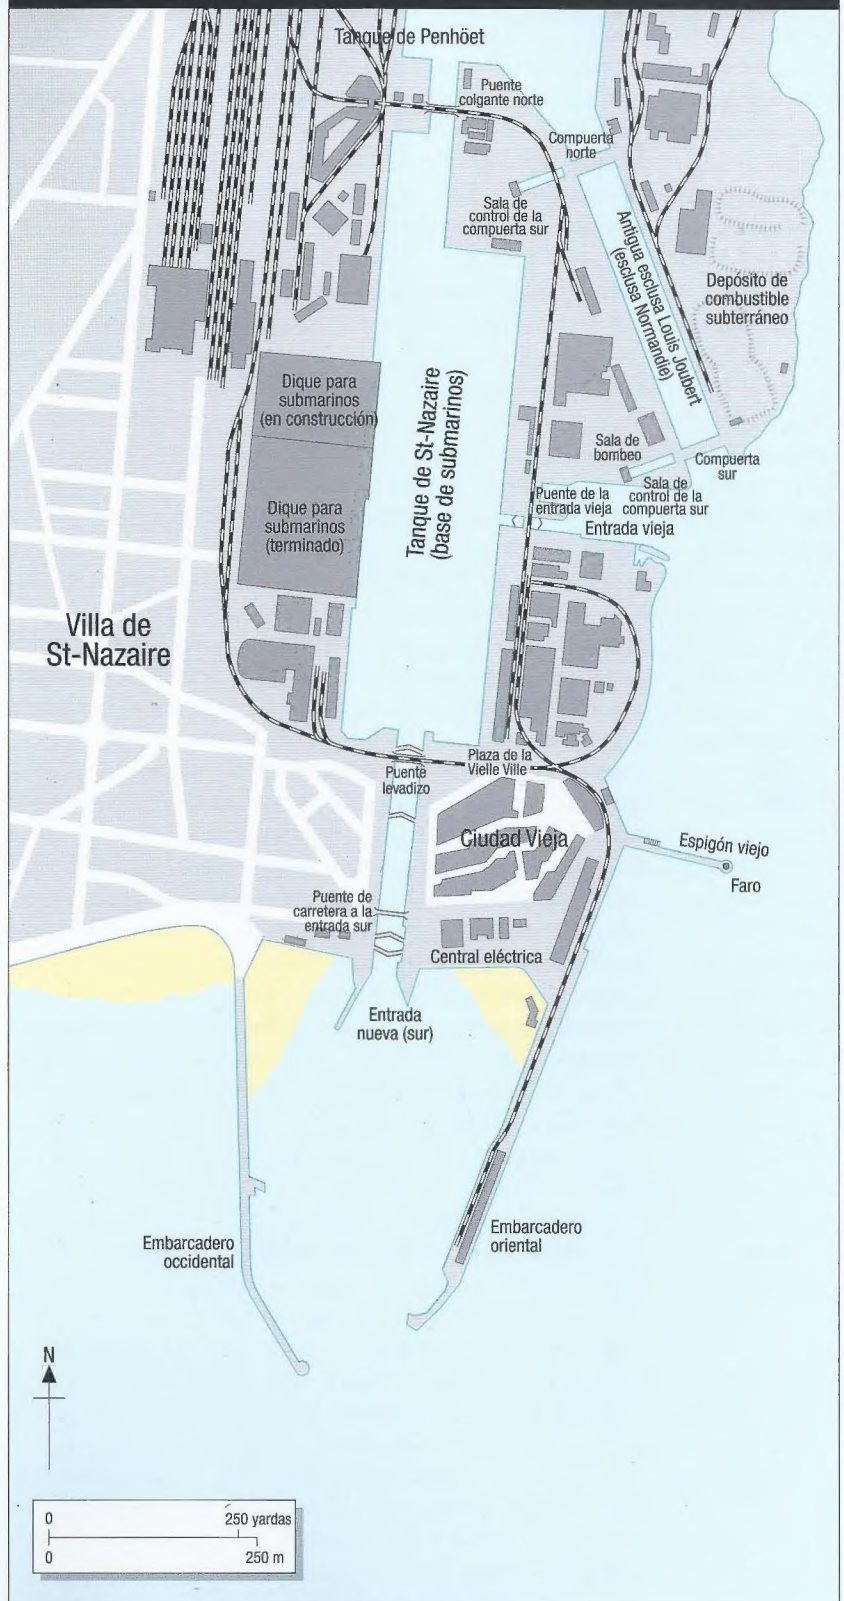 Tanque de Penhöet
Puente
colgante norte
Compuerta
norte
Sala de
control de la
compuerta sur
Antigua esclusa Louis Joubert
(esclusa Normandie)
Depósito de
combustible
subterráneo
Dique para
submarinos
(en construcción)
Tanque de St-Nazaire
(base de submarinos)
Sala de
bombeo
Compuerta
sur
Sala de
control de la
compuerta sur
Puente de la
entrada vieja
Entrada vieja
Dique para
submarinos
(terminado)
Villa de
St-Nazaire
Plaza de la
Vielle Ville
Puente
levadizo
Ciudad Vieja
Espigón viejo
Faro
Puente de
carretera a la
entrada sur
Central eléctrica
Entrada
nueva (sur)
Embarcadero
occidental
Embarcadero
oriental
N
0 250 yardas
0 250 m